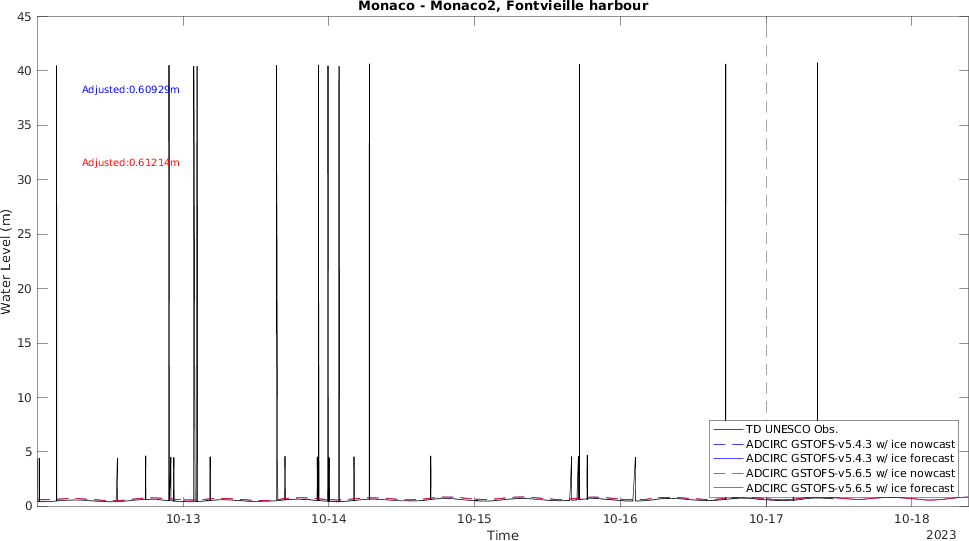 Monaco - Monaco2, Fontvieille harbour
45
40
35
30
25
20
15
10
5
0
Water Level (m)
Adjusted:0.60929m
Adjusted:0.61214m
TD UNESCO Obs.
ADCIRC GSTOFS-v5.4.3 w/ ice nowcast
ADCIRC GSTOFS-v5.4.3 w/ ice forecast
ADCIRC GSTOFS-v5.6.5 w/ ice nowcast
ADCIRC GSTOFS-v5.6.5 w/ ice forecast
10-13
10-14
10-15
10-16
10-17
10-18
Time
2023